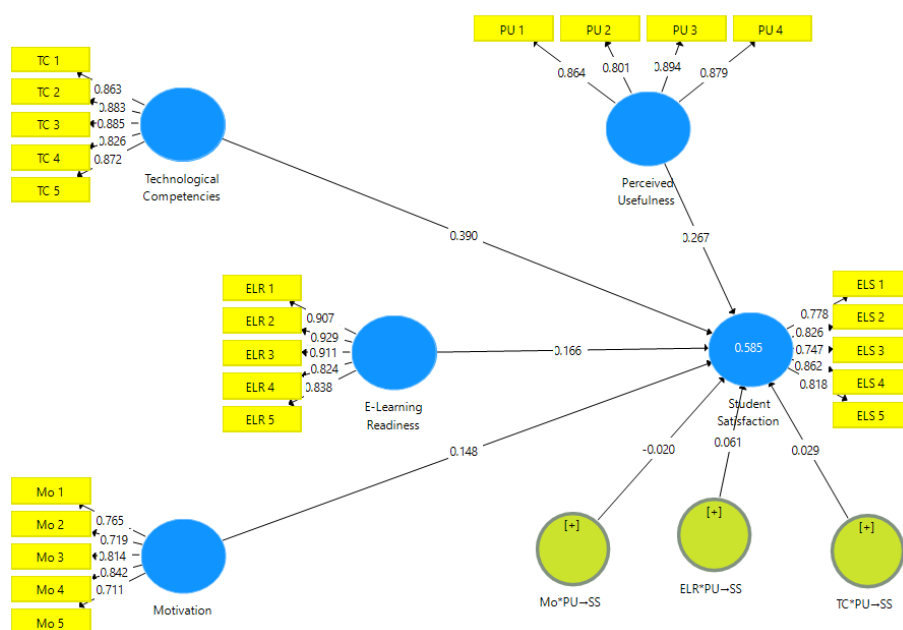 PU 1
PU 2
PU 3
PU 4
0.864
0.801
0.894
0.879
Perceived
Usefulness
TC 1
TC 2
TC 3
TC 4
TC 5
0.863
0.883
0.885
0.826
0.872
Technological
Competencies
0.390
0.267
ELR 1
ELR 2
ELR 3
ELR 4
ELR 5
0.907
0.929
0.911
0.824
0.838
E-Learning
Readiness
0.166
0.585
Student
Satisfaction
0.778
0.826
0.747
0.862
0.818
ELS 1
ELS 2
ELS 3
ELS 4
ELS 5
0.148
-0.020
0.061
0.029
Mo 1
Mo 2
Mo 3
Mo 4
Mo 5
0.765
0.719
0.814
0.842
0.711
Motivation
[+]
[+]
[+]
Mo*PU→SS
ELR*PU→SS
TC*PU→SS